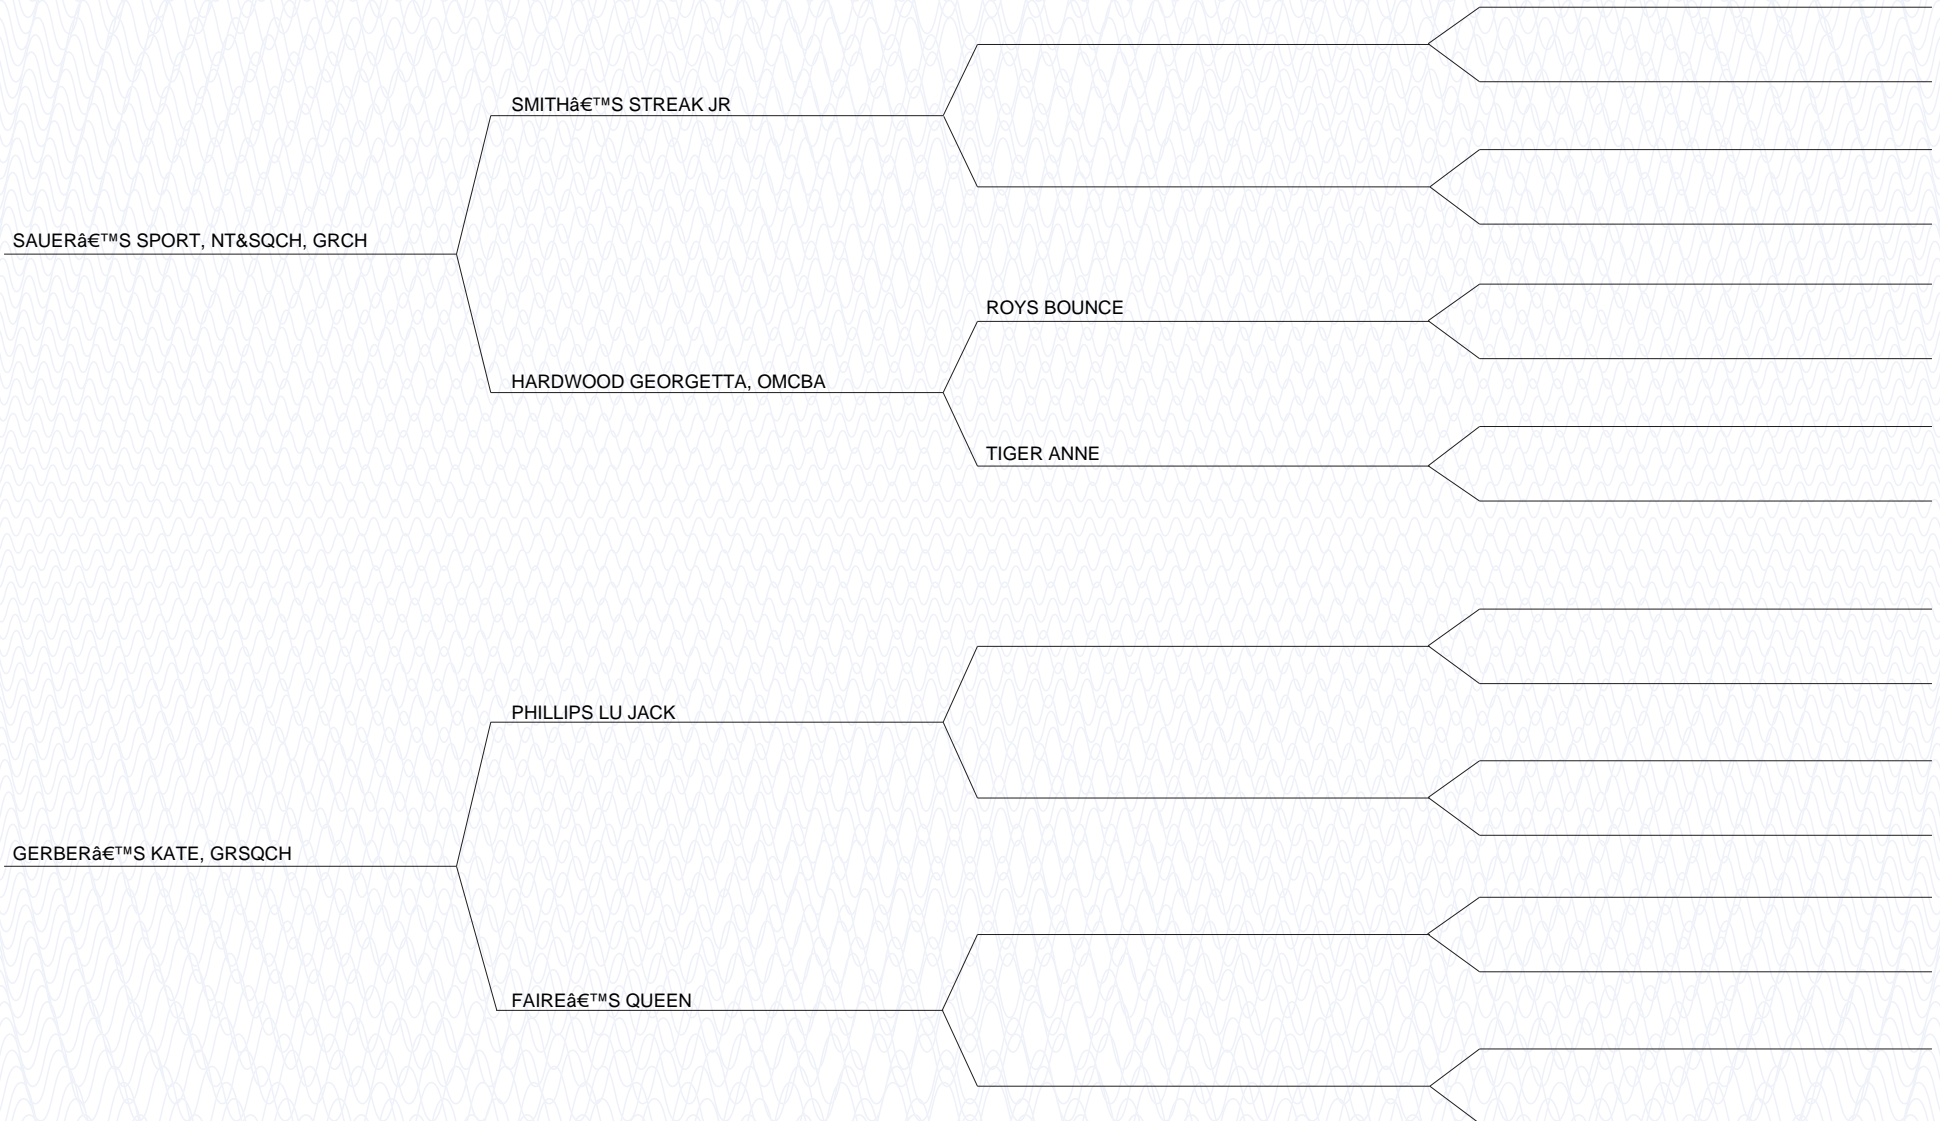 SMITHâ€™S STREAK JR
SAUERâ€™S SPORT, NT&SQCH, GRCH
ROYS BOUNCE
HARDWOOD GEORGETTA, OMCBA
TIGER ANNE
PHILLIPS LU JACK
GERBERâ€™S KATE, GRSQCH
FAIREâ€™S QUEEN